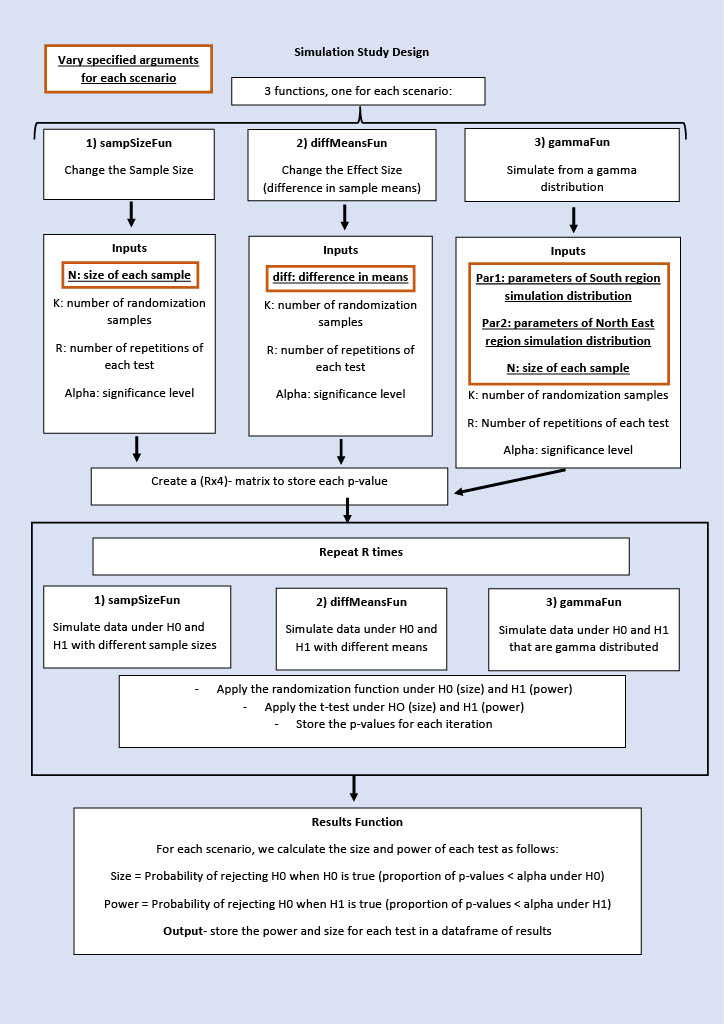 Simulation Study Design
Vary specified arguments
for each scenario
3 functions, one for each scenario:
1) sampSizeFun
Change the Sample Size
2) diffMeansFun
Change the Effect Size
(difference in sample means)
3) gammaFun
Simulate from a gamma
distribution
Inputs
N: size of each sample
K: number of randomization
samples
R: number of repetitions of
each test
Alpha: significance level
Inputs
diff: difference in means
K: number of randomization
samples
R: number of repetitions of
each test
Alpha: significance level
Inputs
Par1: parameters of South region
simulation distribution
Par2: parameters of North East
region simulation distribution
N: size of each sample
K: number of randomization samples
R: Number of repetitions of each test
Alpha: significance level
Create a (Rx4)- matrix to store each p-value
Repeat R times
1) sampSizeFun
Simulate data under H0 and
H1 with different sample sizes
2) diffMeansFun
Simulate data under H0 and
H1 with different means
3) gammaFun
Simulate data under H0 and H1
that are gamma distributed
- Apply the randomization function under H0 (size) and H1 (power)
- Apply the t-test under HO (size) and H1 (power)
- Store the p-values for each iteration
Results Function
For each scenario, we calculate the size and power of each test as follows:
Size = Probability of rejecting H0 when H0 is true (proportion of p-values < alpha under H0)
Power = Probability of rejecting H0 when H1 is true (proportion of p-values < alpha under H1)
Output- store the power and size for each test in a dataframe of results